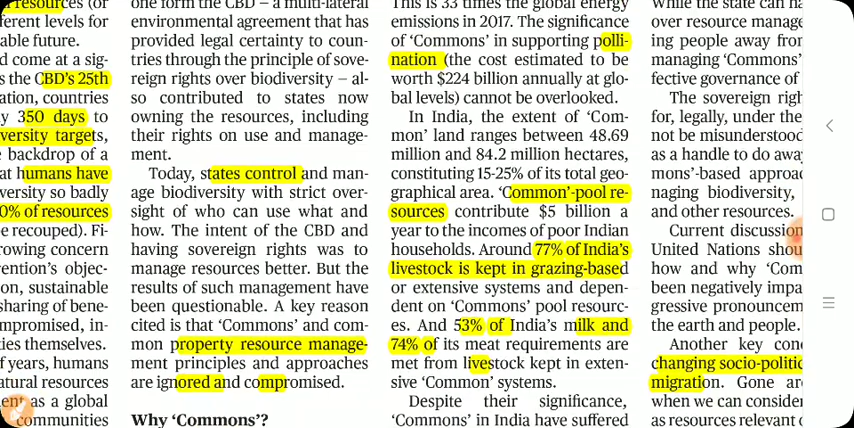 resources (or
ferent levels for
able future.
d come at a sig-
s the CBD's 25th
ation, countries
y 350 days to
versity targets,
e backdrop of a
at humans have
versity so badly
0% of resources
e recouped). Fi-
rowing concern
ention's objec-
on, sustainable
sharing of bene-
mpromised, in-
ties themselves.
f years, humans
atural resources
as a global
communities
one form the CBD – a multi-lateral
environmental agreement that has
provided legal certainty to coun-
tries through the principle of sove-
reign rights over biodiversity – al-
so contributed to states now
owning the resources, including
their rights on use and manage-
ment.
Today, states control and man-
age biodiversity with strict over-
sight of who can use what and
how. The intent of the CBD and
having sovereign rights was to
manage resources better. But the
results of such management have
been questionable. A key reason
cited is that ‘Commons’ and com-
mon property resource manage-
ment principles and approaches
are ignored and compromised.
Why ‘Commons’?
This is 33 times the global energy
emissions in 2017. The significance
of ‘Commons’ in supporting polli-
nation (the cost estimated to be
worth $224 billion annually at glo-
bal levels) cannot be overlooked.
In India, the extent of ‘Com-
mon’ land ranges between 48.69
million and 84.2 million hectares,
constituting 15-25% of its total geo-
graphical area. ‘Common’-pool re-
sources contribute $5 billion a
year to the incomes of poor Indian
households. Around 77% of India’s
livestock is kept in grazing-based
or extensive systems and depen-
dent on ‘Commons’ pool resourc-
es. And 53% of India’s milk and
74% of its meat requirements are
met from livestock kept in exten-
sive ‘Common’ systems.
Despite their significance,
‘Commons’ in India have suffered
While the state can ha
over resource manage
ing people away from
managing ‘Commons’
fective governance of
The sovereign righ
for, legally, under the
not be misunderstood
as a handle to do away
mons’-based approac
naging biodiversity,
and other resources.
Current discussion
United Nations shou
how and why ‘Com
been negatively impa
gressive pronouncem
the earth and people.
Another key conc
changing socio-politic
migration. Gone are
when we can consider
as resources relevant o